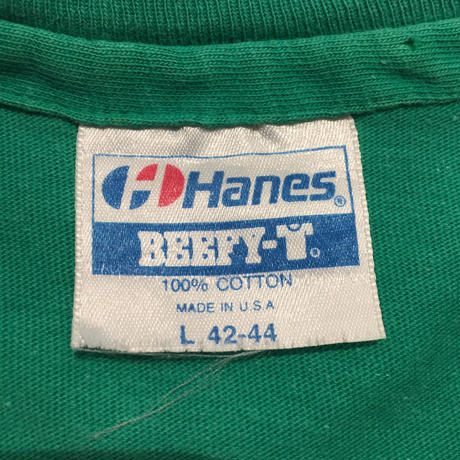 Hanes®
BEEFY-T®
100% COTTON
MADE IN U.S.A
L 42-44